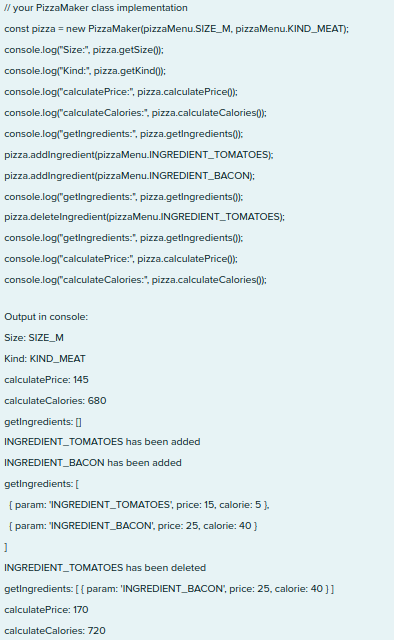 // your PizzaMaker class implementation
const pizza = new PizzaMaker(pizzaMenu.SIZE_M, pizzaMenu.KIND_MEAT);
console.log("Size:", pizza.getSize());
console.log("Kind:", pizza.getKind());
console.log("calculatePrice:", pizza.calculatePrice());
console.log("calculateCalories:", pizza.calculateCalories());
console.log("getIngredients:", pizza.getIngredients());
pizza.addIngredient(pizzaMenu.INGREDIENT_TOMATOES);
pizza.addIngredient(pizzaMenu.INGREDIENT_BACON);
console.log("getIngredients:", pizza.getIngredients());
pizza.deleteIngredient(pizzaMenu.INGREDIENT_TOMATOES);
console.log("getIngredients:", pizza.getIngredients());
console.log("calculatePrice:", pizza.calculatePrice());
console.log("calculateCalories:", pizza.calculateCalories());
Output in console:
Size: SIZE_M
Kind: KIND_MEAT
calculatePrice: 145
calculateCalories: 680
getIngredients: []
INGREDIENT_TOMATOES has been added
INGREDIENT_BACON has been added
getIngredients: [
{ param: 'INGREDIENT_TOMATOES', price: 15, calorie: 5 },
{ param: 'INGREDIENT_BACON', price: 25, calorie: 40 }
]
INGREDIENT_TOMATOES has been deleted
getIngredients: [ { param: 'INGREDIENT_BACON', price: 25, calorie: 40 } ]
calculatePrice: 170
calculateCalories: 720